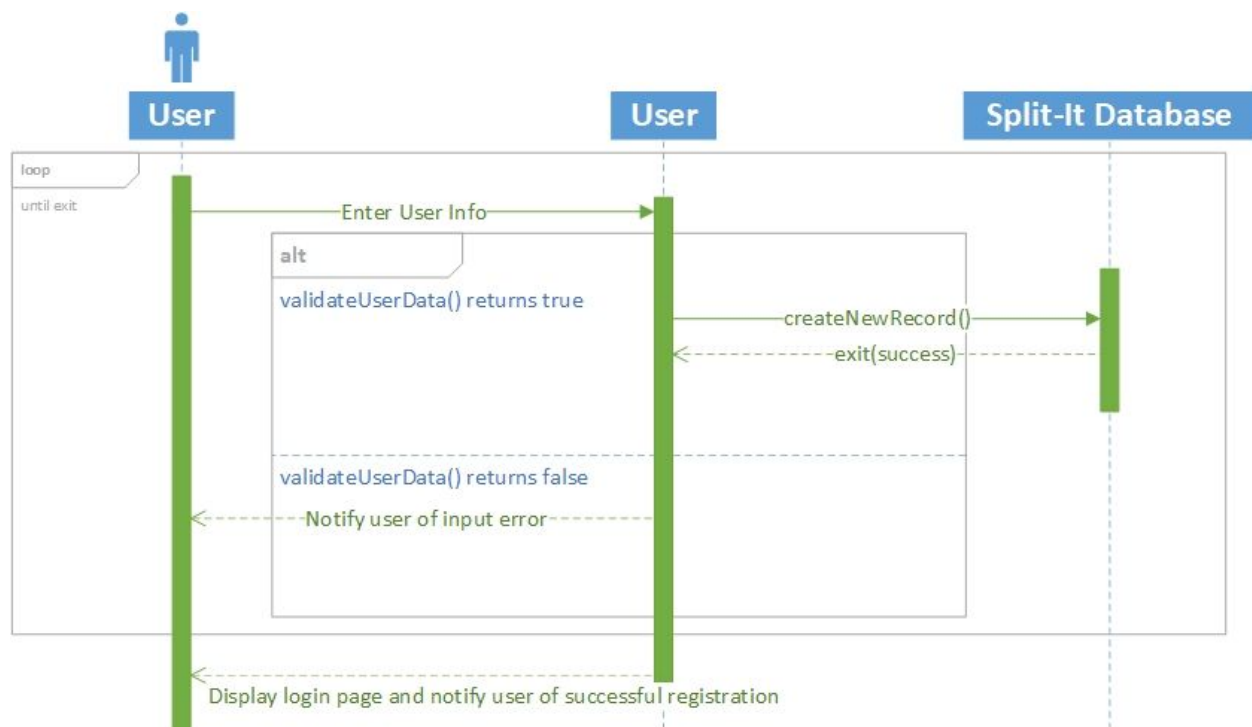 User
User
Split-It Database
loop
until exit
Enter User Info
alt
validateUserData() returns true
createNewRecord()
exit(success)
validateUserData() returns false
Notify user of input error
Display login page and notify user of successful registration